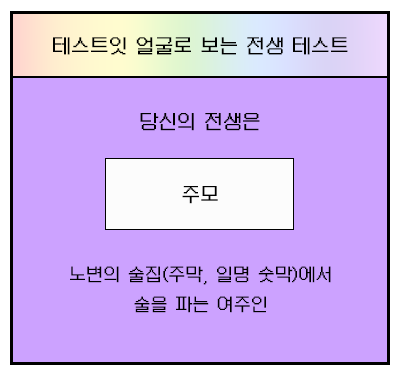 테스트잇 얼굴로 보는 전생 테스트
당신의 전생은
주모
노변의 술집(주막, 일명 숫막)에서
술을 파는 여주인